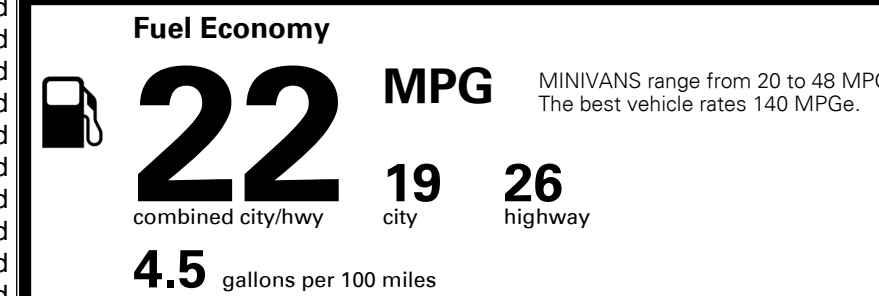 Fuel Economy
22
combined city/hwy
MPG
19
city
26
highway
MINIVANS range from 20 to 48 MPG
The best vehicle rates 140 MPGe.
4.5 gallons per 100 miles
d
d
d
d
d
d
d
d
d
d